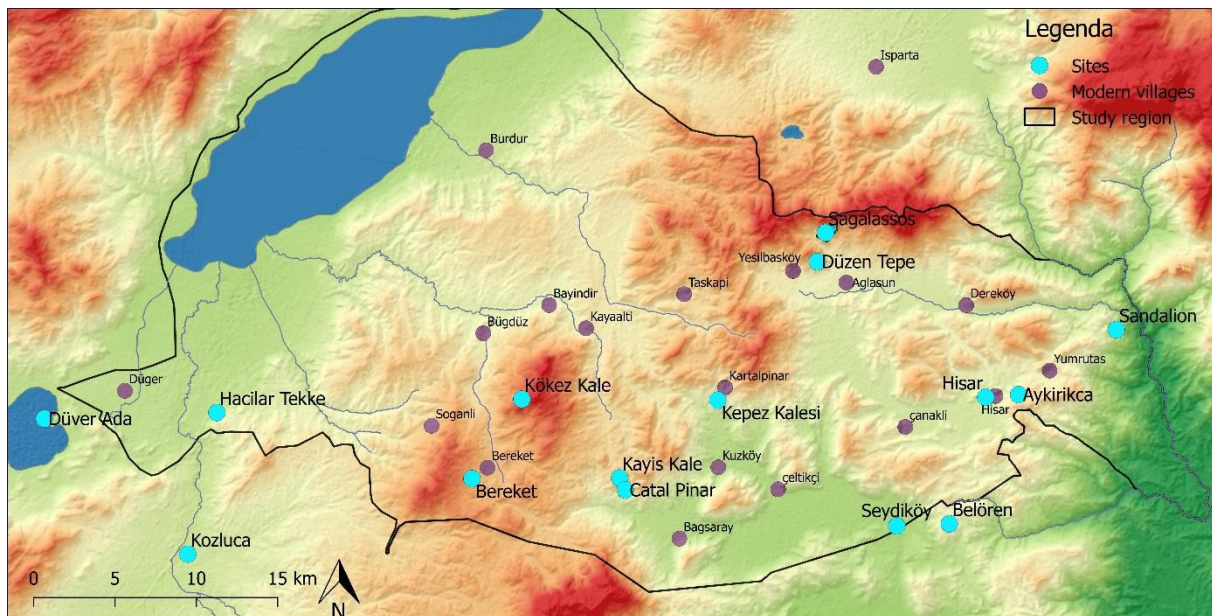 Legenda
Sites
Modern villages
Study region
Isparta
Burdur
Sagalassos
Yesilbasköy
Düzen Tepe
Aglasun
Taskapi
Bayindir
Dereköy
Kayaalti
Bügdüz
Sandalion
Yumrutas
Kartalpinar
Kökez Kale
Hisar
Aykirikca
Düger
Hacilar Tekke
Kepez Kalesi
Hisar
Düver Ada
Soganli
çanakli
Bereket
Kayis Kale
Kuzköy
Bereket
Catal Pinar
çeltikçi
Seydiköy
Belören
Bagsaray
Kozluca
0 5 10 15 km
N